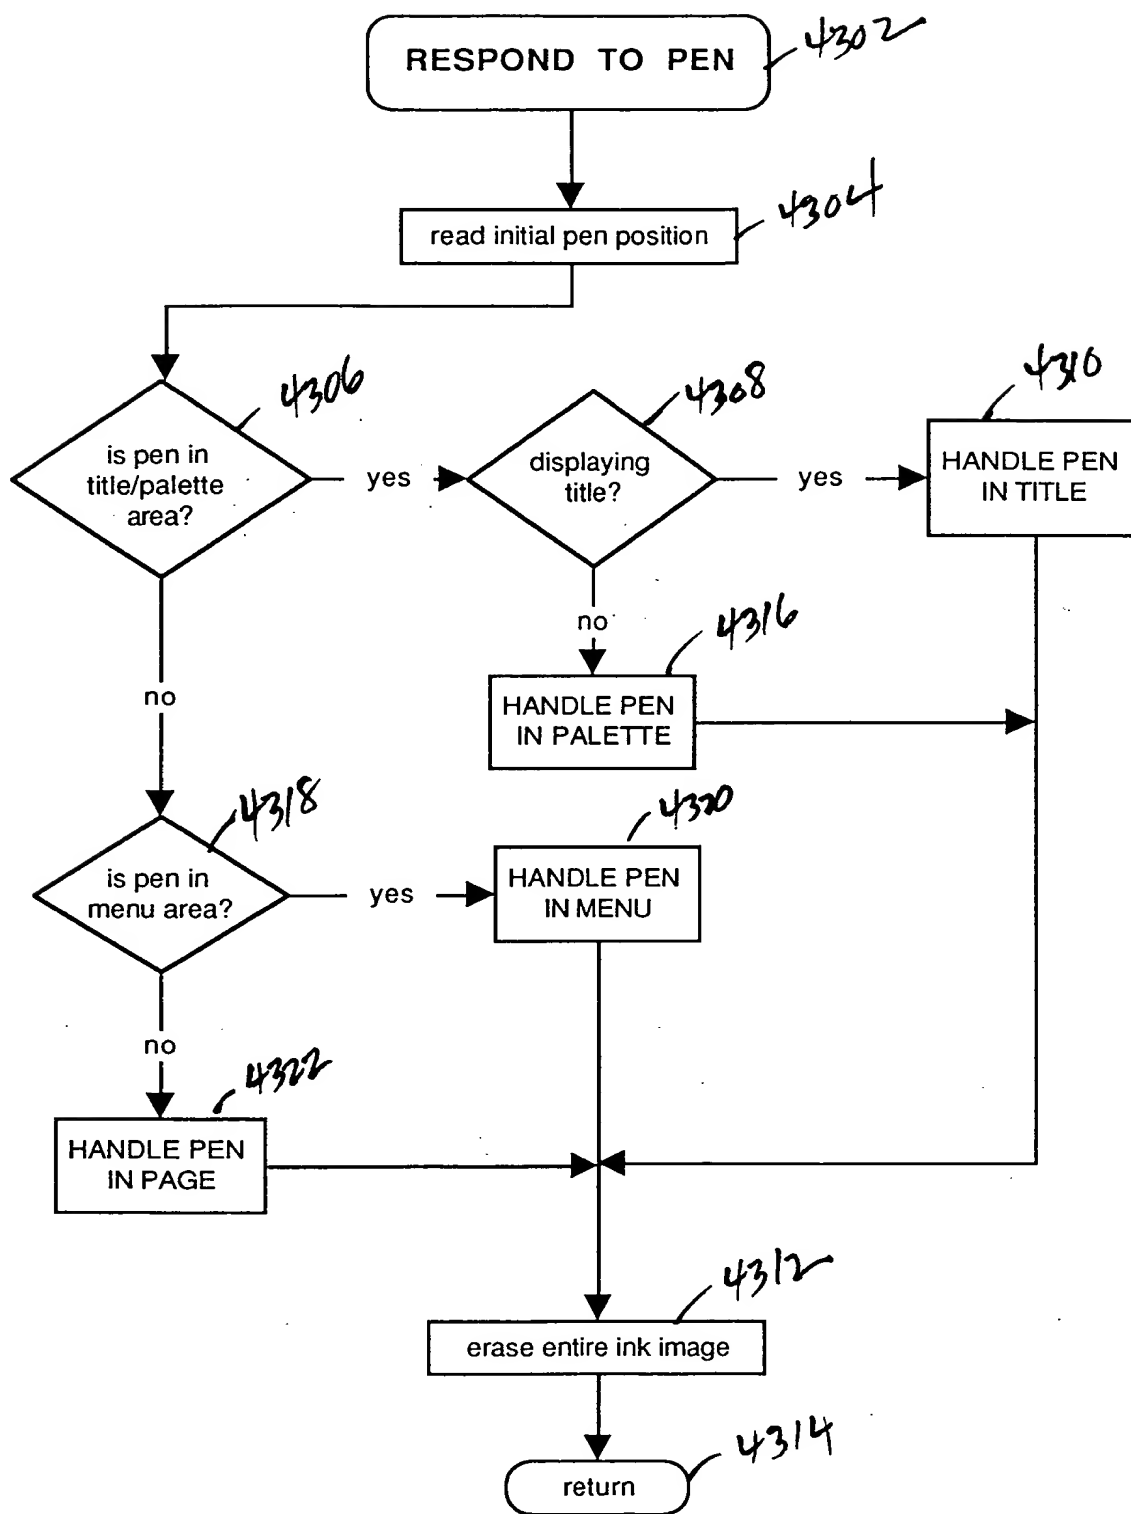 RESPOND TO PEN
4302
read initial pen position
4304
is pen in
title/palette
area?
4306
yes
displaying
title?
4308
yes
HANDLE PEN
IN TITLE
4310
no
HANDLE PEN
IN PALETTE
4316
no
is pen in
menu area?
4318
yes
HANDLE PEN
IN MENU
4320
no
HANDLE PEN
IN PAGE
4322
erase entire ink image
4312
return
4314